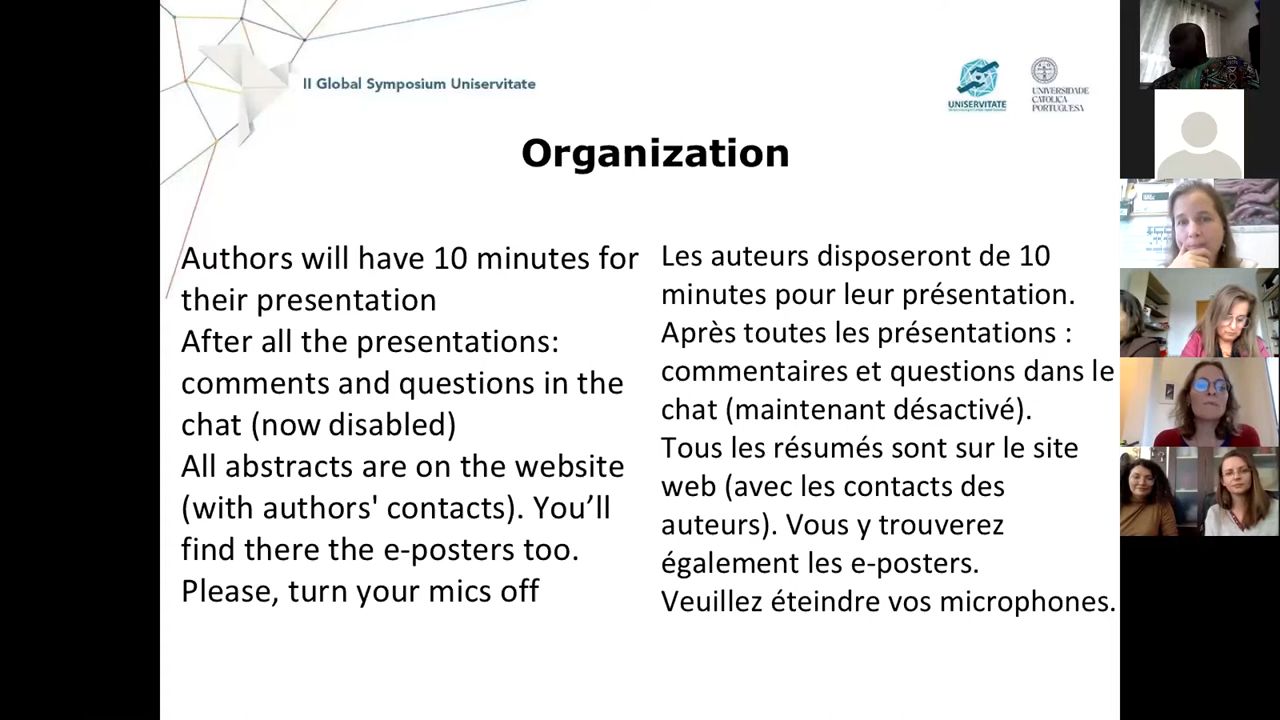 II Global Symposium Uniservitate
UNISERVITATE
UNIVERSIDADE
CATOLICA
PORTUGUESA
Organization
Authors will have 10 minutes for
their presentation
After all the presentations:
comments and questions in the
chat (now disabled)
All abstracts are on the website
(with authors' contacts). You’ll
find there the e-posters too.
Please, turn your mics off
Les auteurs disposeront de 10
minutes pour leur présentation.
Après toutes les présentations :
commentaires et questions dans le
chat (maintenant désactivé).
Tous les résumés sont sur le site
web (avec les contacts des
auteurs). Vous y trouverez
également les e-posters.
Veuillez éteindre vos microphones.